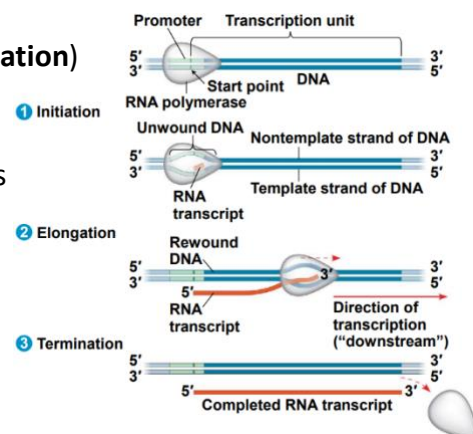 ation)
s
Promoter Transcription unit
5′ 3′
3′ 5′
Start point
RNA polymerase
DNA
1 Initiation
Unwound DNA
Nontemplate strand of DNA
5′ 3′
3′ 5′
RNA
transcript
Template strand of DNA
2 Elongation
Rewound
DNA
5′ 3′
3′ 3′ 5′
5′
RNA
transcript
Direction of
transcription
("downstream")
3 Termination
5′ 3′
3′ 5′
5′ 3′
Completed RNA transcript